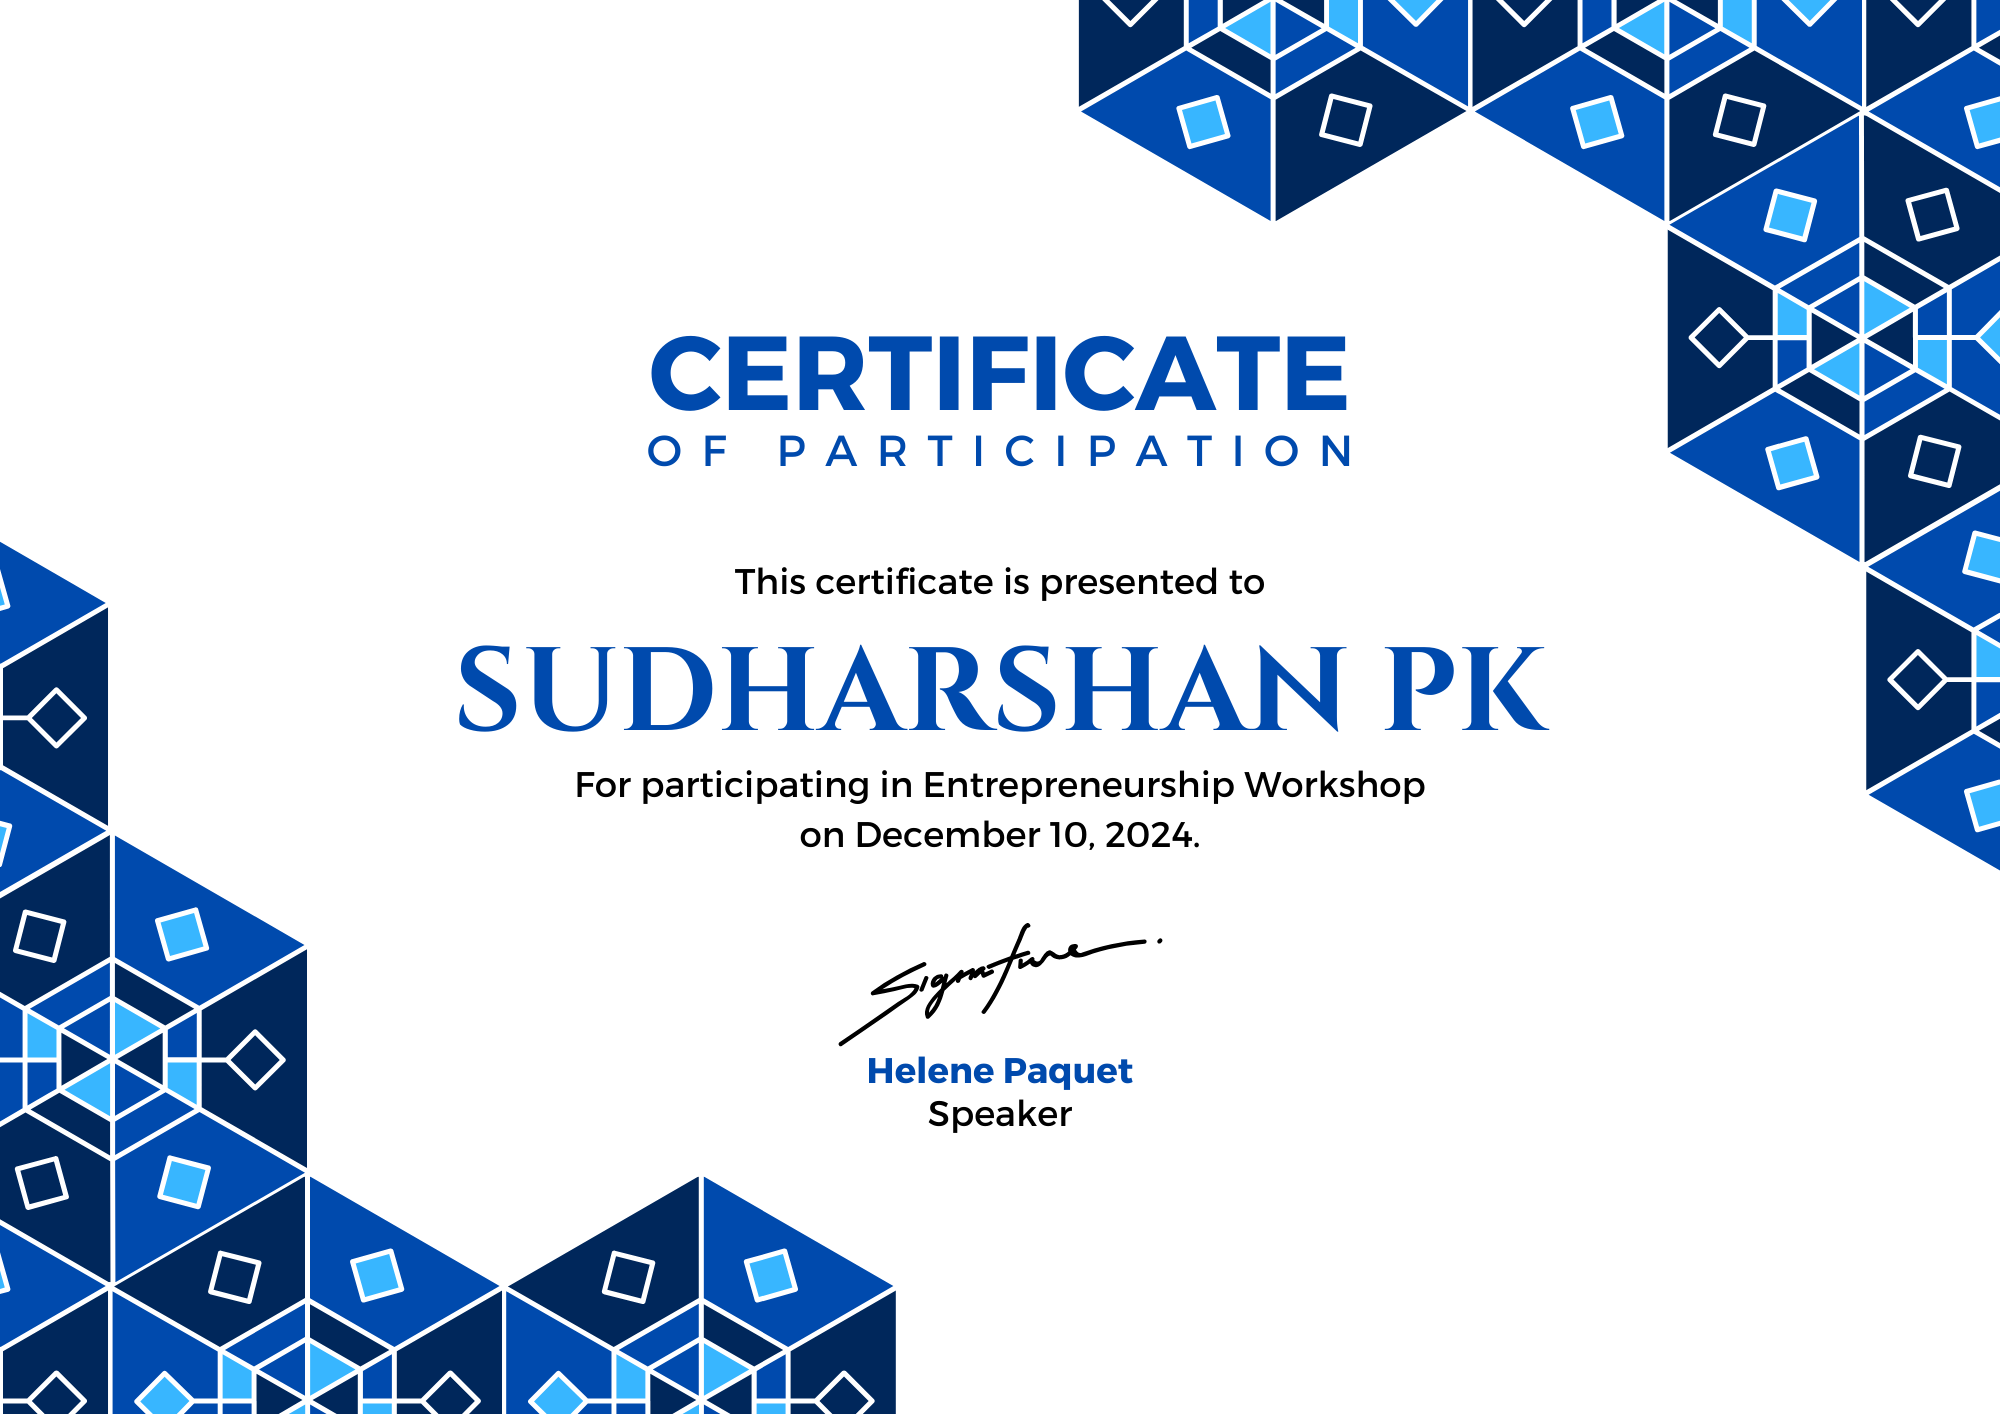 CERTIFICATE
OF PARTICIPATION
This certificate is presented to
SUDHARSHAN PK
For participating in Entrepreneurship Workshop
on December 10, 2024.
Signature
Helene Paquet
Speaker